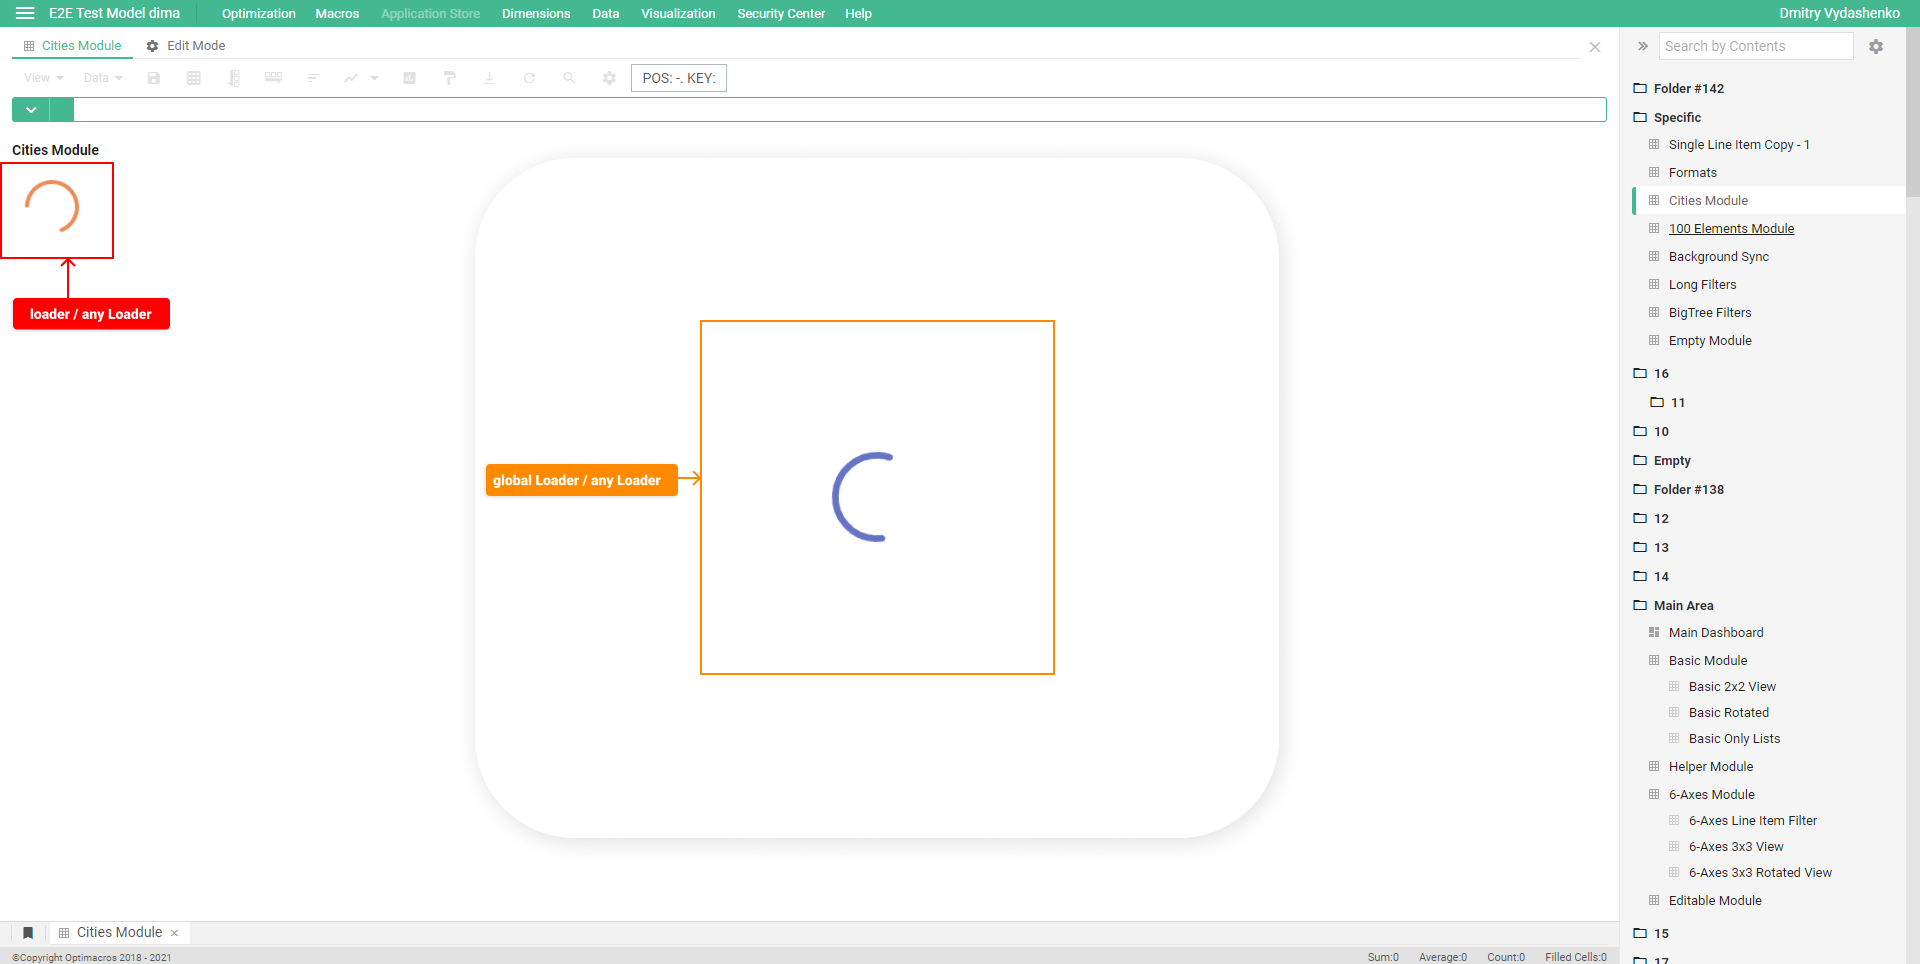 E2E Test Model dima
Optimization
Macros
Application Store
Dimensions
Data
Visualization
Security Center
Help
Dmitry Vydashenko
Cities Module
Edit Mode
View
Data
POS: -. KEY:
Cities Module
loader / any Loader
global Loader / any Loader
Search by Contents
Folder #142
Specific
Single Line Item Copy - 1
Formats
Cities Module
100 Elements Module
Background Sync
Long Filters
BigTree Filters
Empty Module
16
11
10
Empty
Folder #138
12
13
14
Main Area
Main Dashboard
Basic Module
Basic 2x2 View
Basic Rotated
Basic Only Lists
Helper Module
6-Axes Module
6-Axes Line Item Filter
6-Axes 3x3 View
6-Axes 3x3 Rotated View
Editable Module
15
17
Cities Module
©Copyright Optimacros 2018 - 2021
Sum:0
Average:0
Count:0
Filled Cells:0